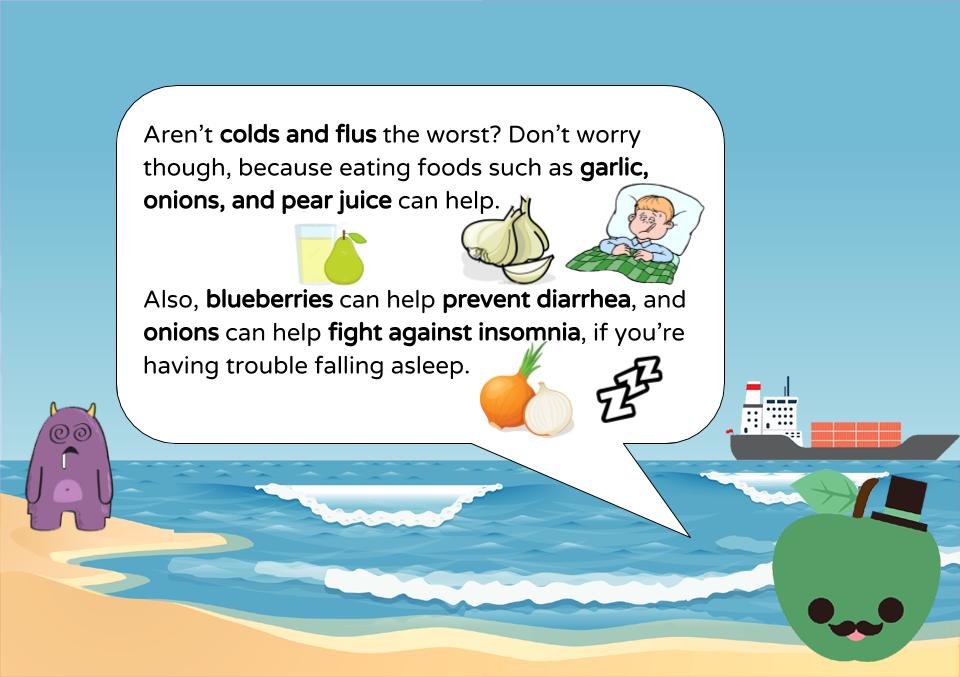 Aren't colds and flus the worst? Don't worry
though, because eating foods such as garlic,
onions, and pear juice can help.
Also, blueberries can help prevent diarrhea, and
onions can help fight against insomnia, if you're
having trouble falling asleep.
ZZZ